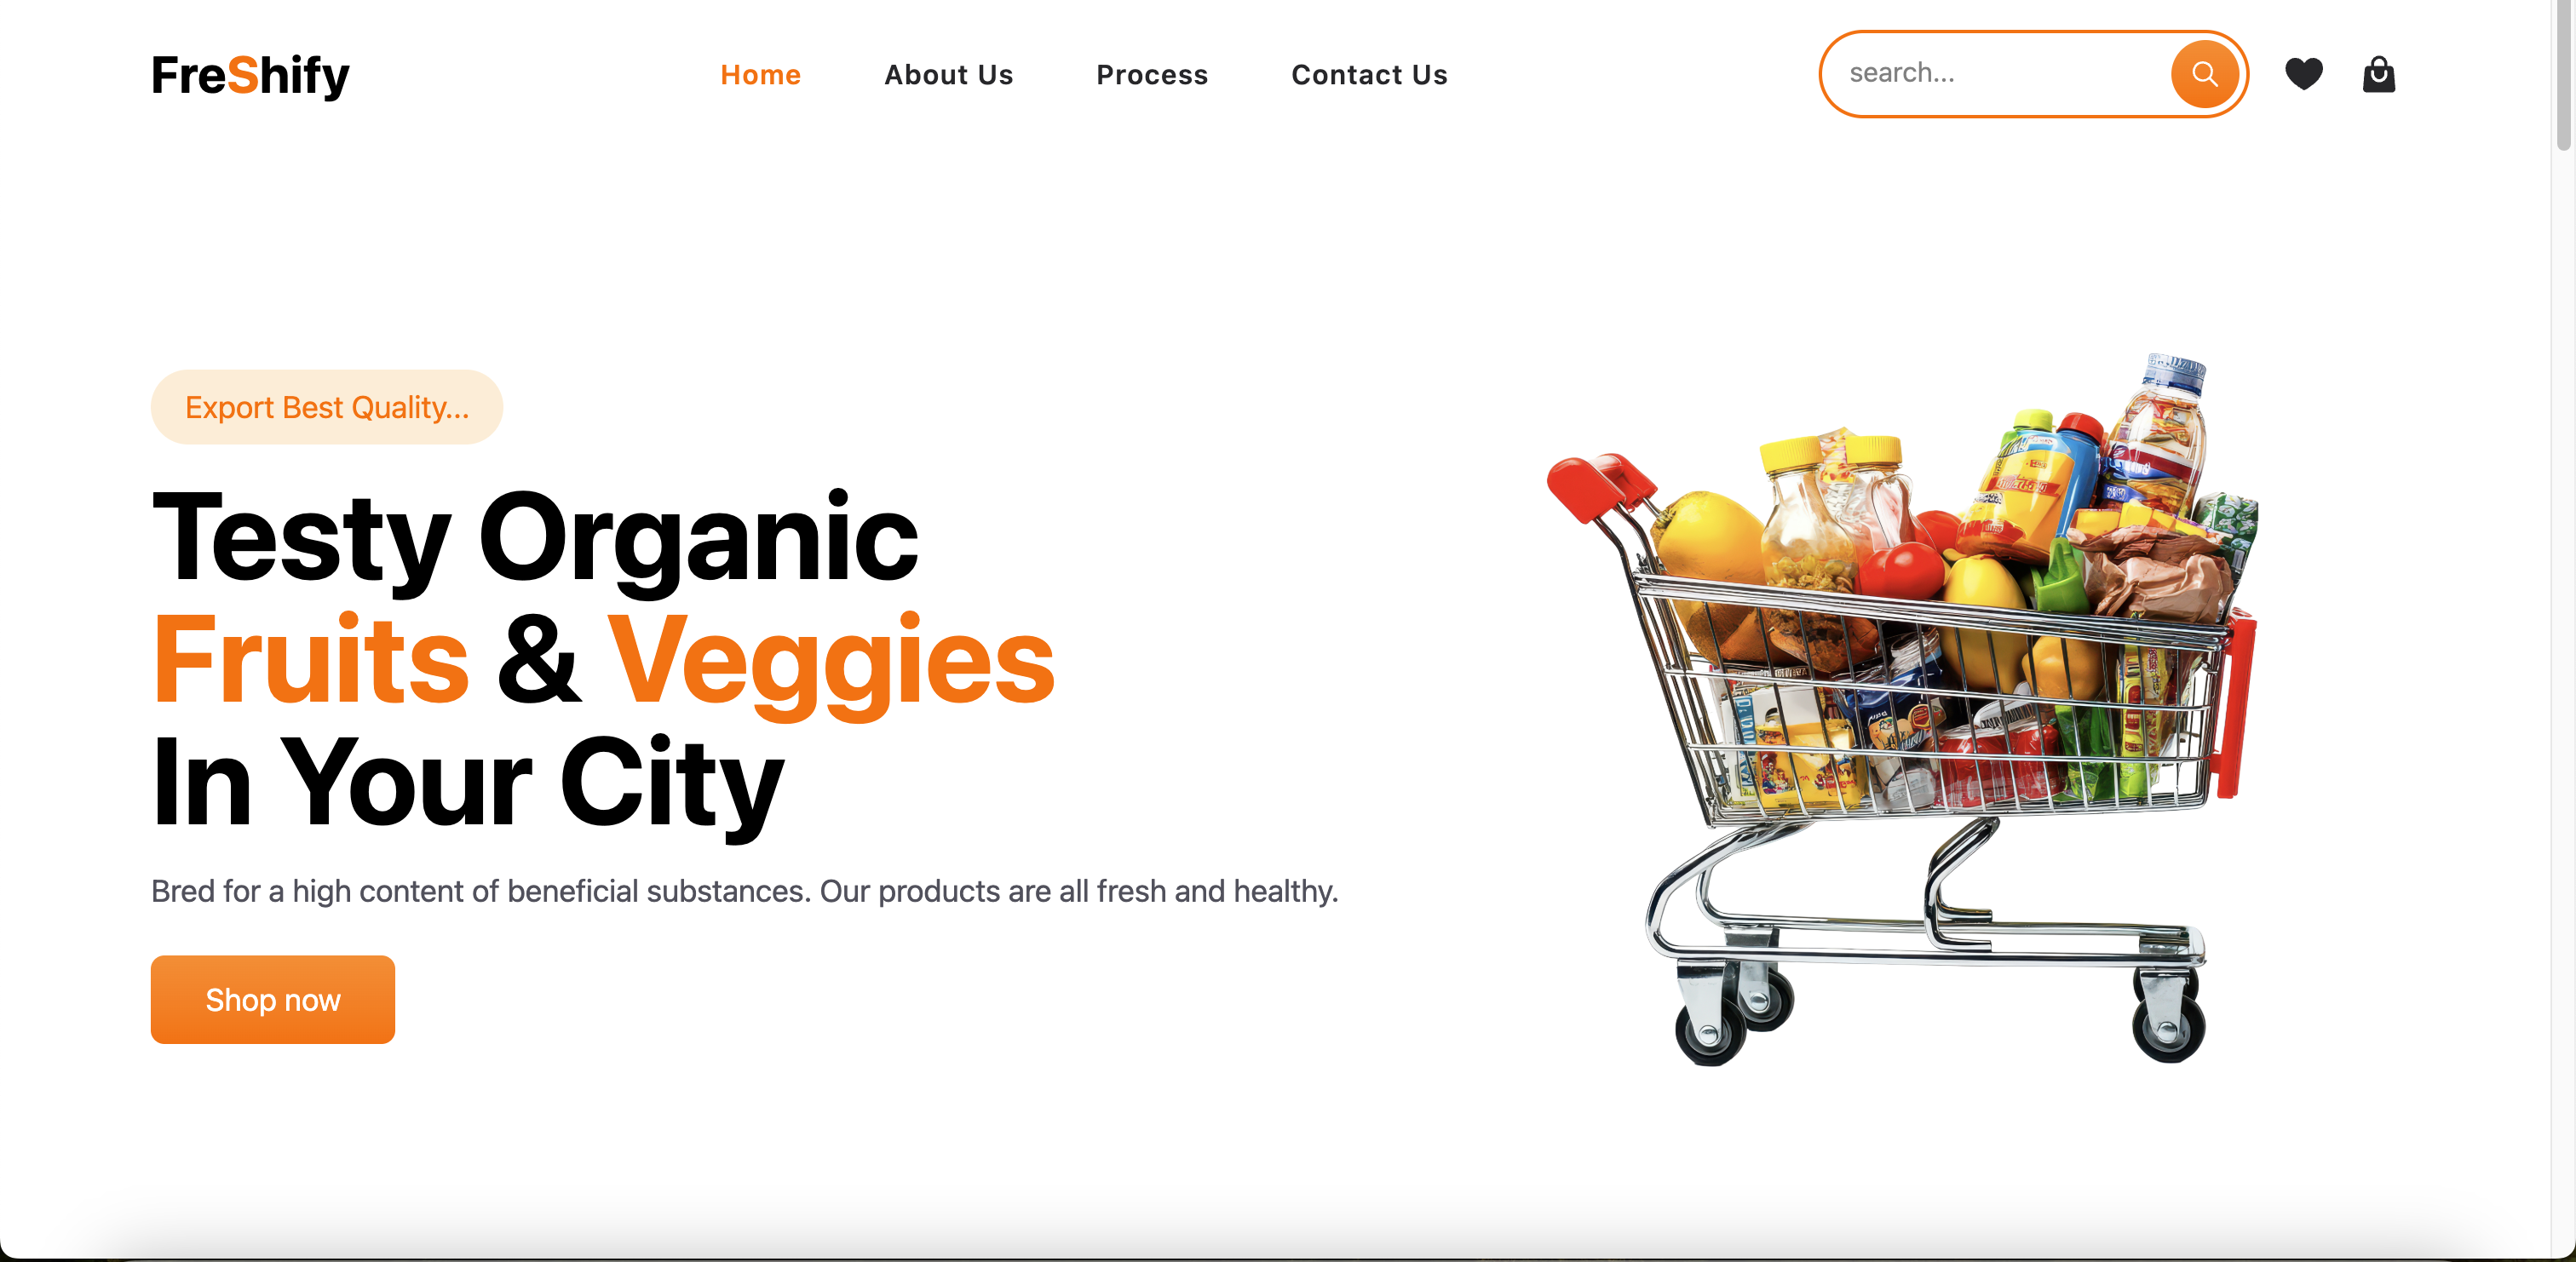 FreShify
Home
About Us
Process
Contact Us
search...
Export Best Quality...
Testy Organic
Fruits & Veggies
In Your City
Bred for a high content of beneficial substances. Our products are all fresh and healthy.
Shop now